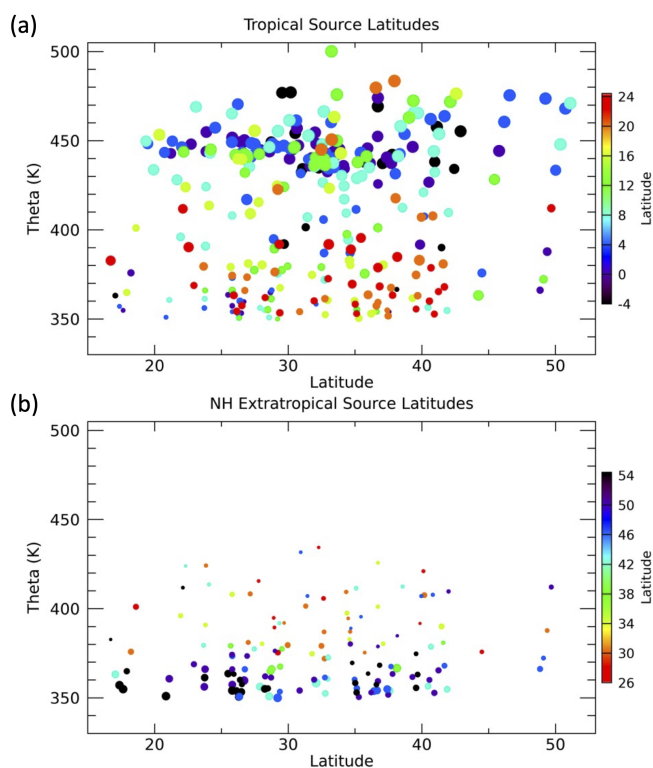 (a)
Tropical Source Latitudes
500
450
400
350
Theta (K)
20 30 40 50
Latitude
24
20
16
12
8
4
0
-4
Latitude
(b)
NH Extratropical Source Latitudes
500
450
400
350
Theta (K)
20 30 40 50
Latitude
54
50
48
42
38
34
30
26
Latitude